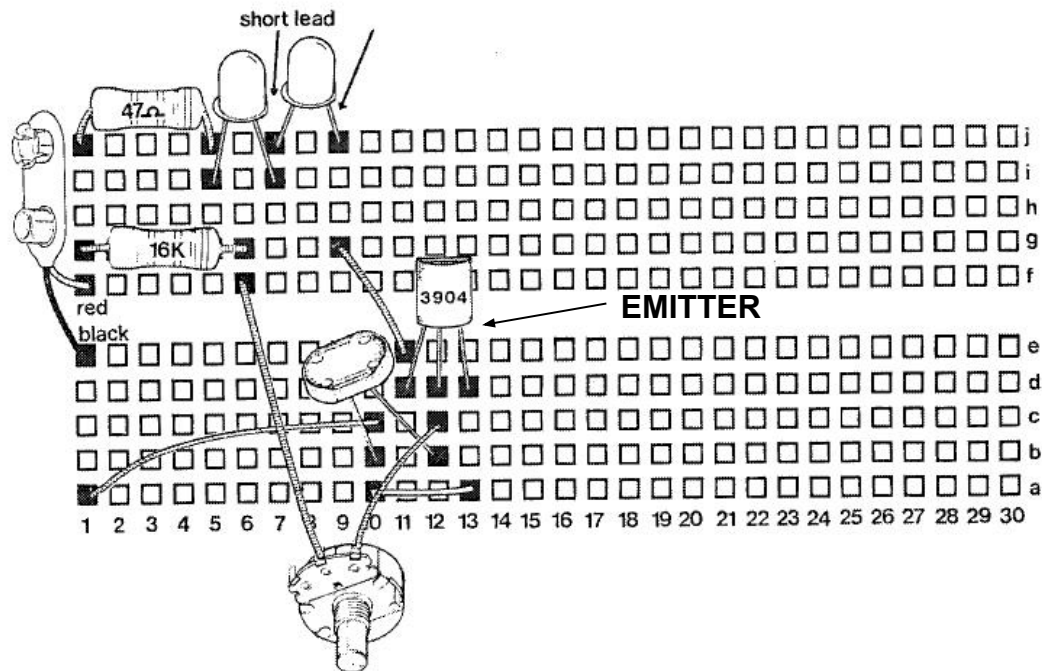 short lead
47Ω
j
i
h
16K
g
f
3904
red
EMITTER
black
e
d
c
b
a
1 2 3 4 5 6 7 8 9 10 11 12 13 14 15 16 17 18 19 20 21 22 23 24 25 26 27 28 29 30